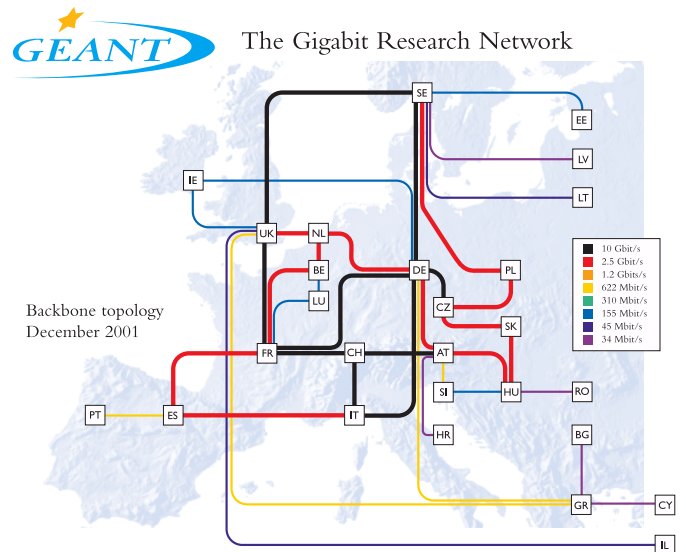 GEANT
The Gigabit Research Network
SE
EE
LV
IE
LT
UK
NL
10 Gbit/s
2.5 Gbit/s
1.2 Gbits/s
622 Mbit/s
310 Mbit/s
155 Mbit/s
45 Mbit/s
34 Mbit/s
BE
DE
PL
LU
CZ
Backbone topology
December 2001
SK
FR
CH
AT
SI
HU
RO
PT
ES
IT
HR
BG
GR
CY
IL